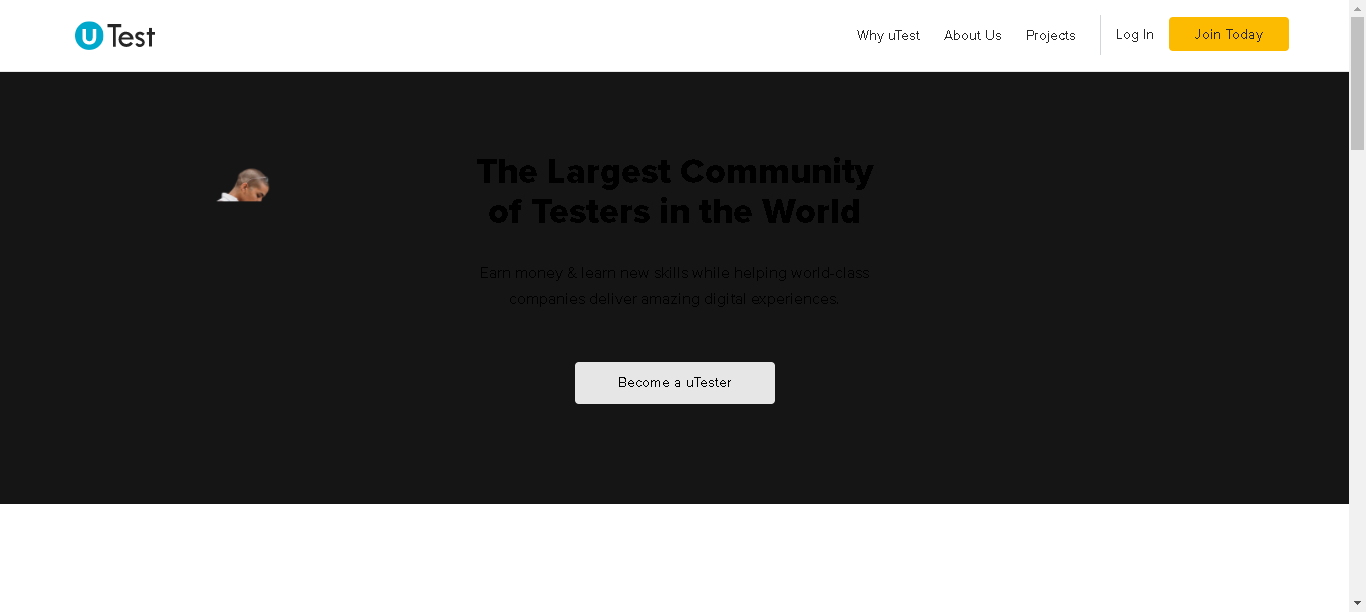 uTest
Why uTest
About Us
Projects
Log In
Join Today
The Largest Community
of Testers in the World
Earn money & learn new skills while helping world-class
companies deliver amazing digital experiences.
Become a uTester